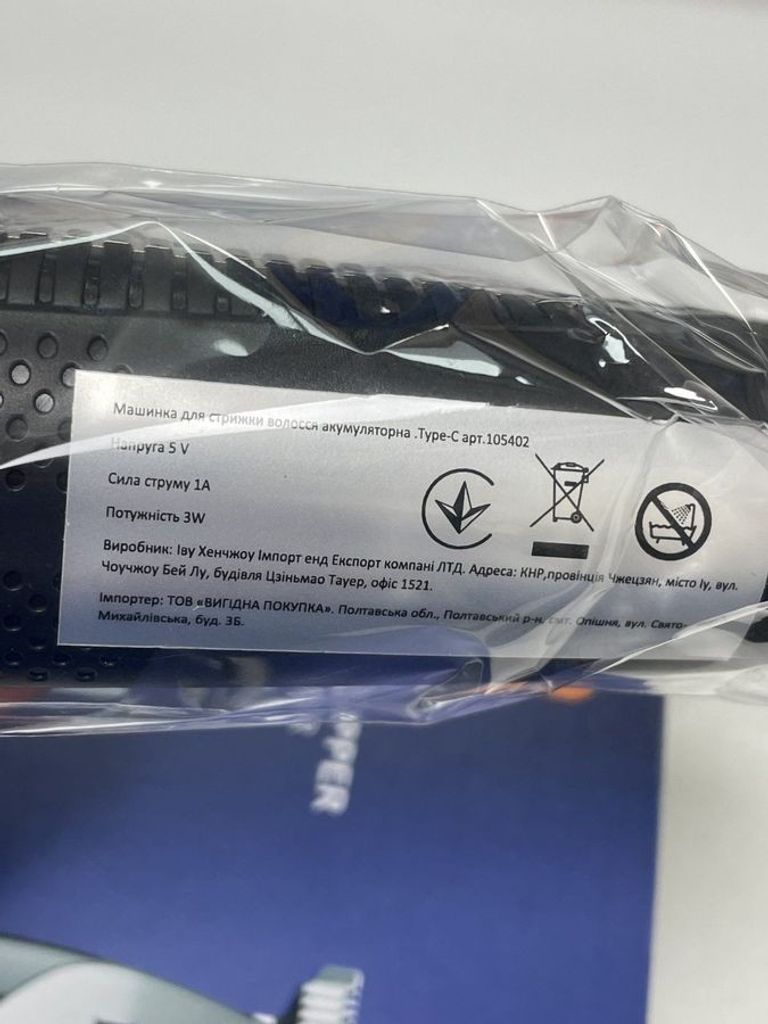 Машинка для стрижки волосся акумуляторна .Type-C арт.105402
Напруга 5 V
Сила струму 1А
Потужність 3W
Виробник: Іву Хенчжоу Імпорт енд Експорт компані ЛТД. Адреса: КНР,провінція Чжецзян, місто Іу, вул.
Чоучжоу Бей Лу, будівля Цзіньмао Тауер, офіс 1521.
Імпортер: ТОВ «ВИГІДНА ПОКУПКА». Полтавська обл., Полтавський р-н, смт. Опішня, вул. Свято-
Михайлівська, буд. 3Б.